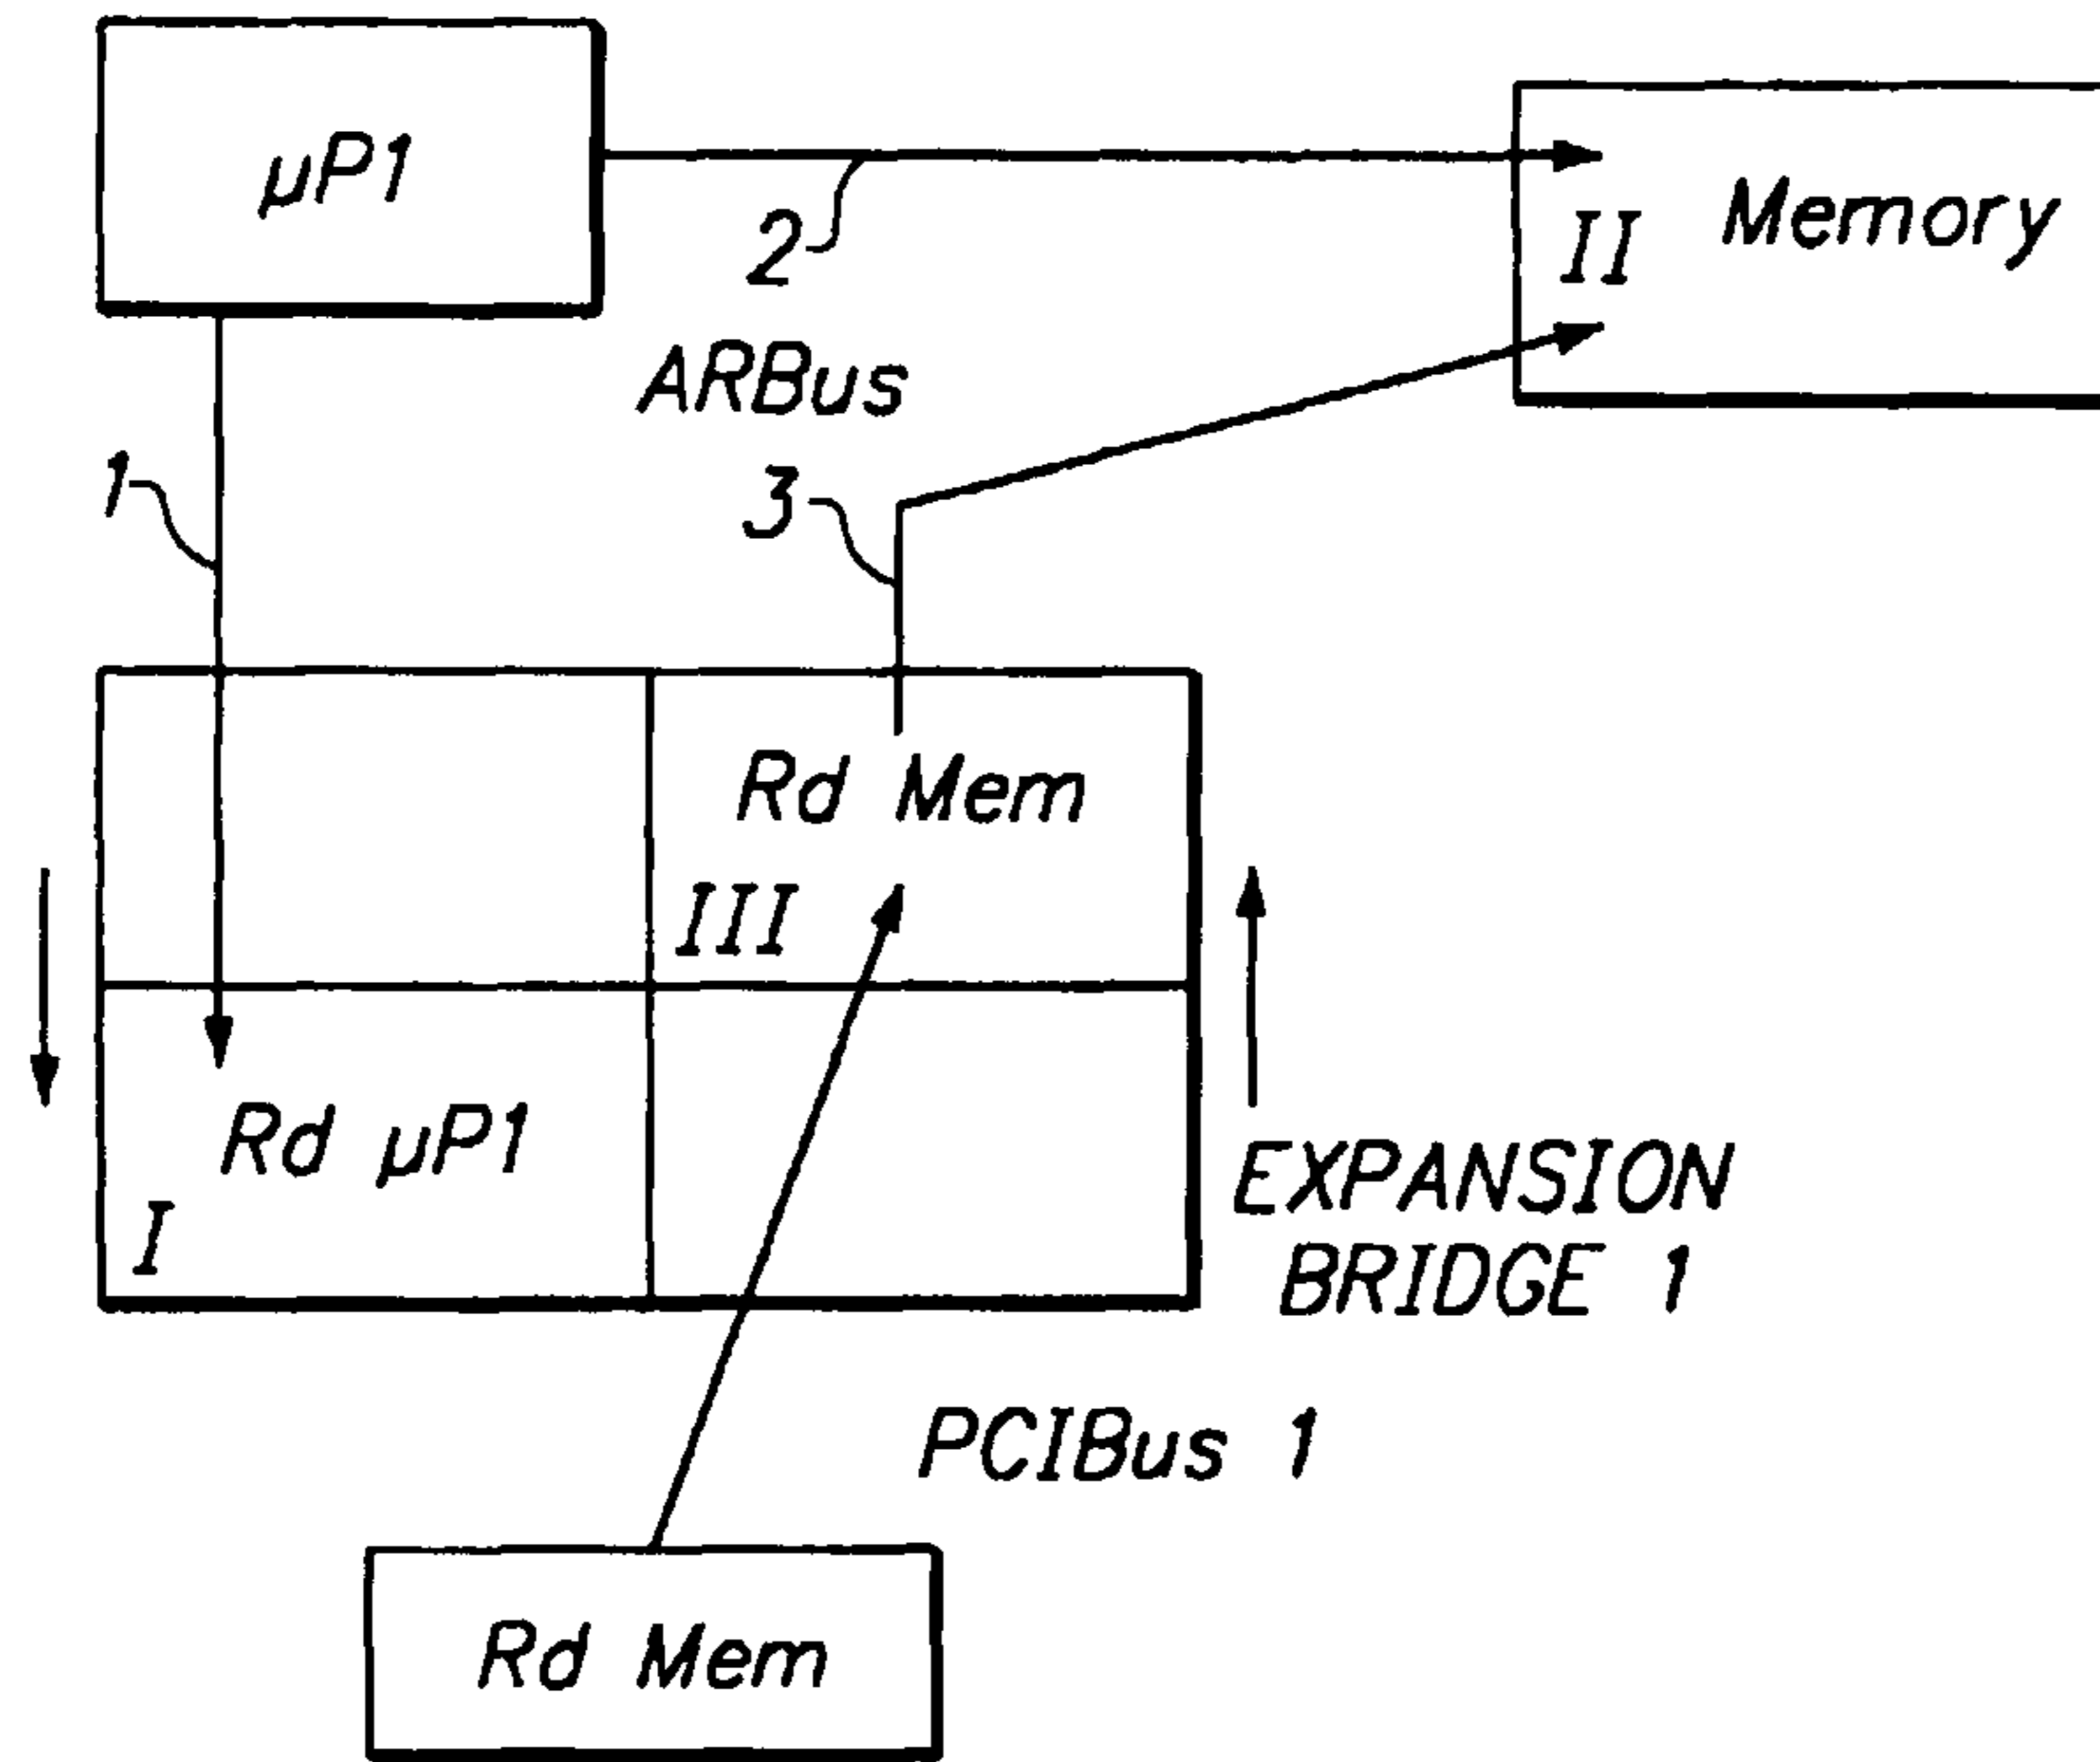 µP1
2
II Memory
ARBus
1
3
Rd Mem
III
Rd µP1
I
EXPANSION
BRIDGE 1
PCIBus 1
Rd Mem